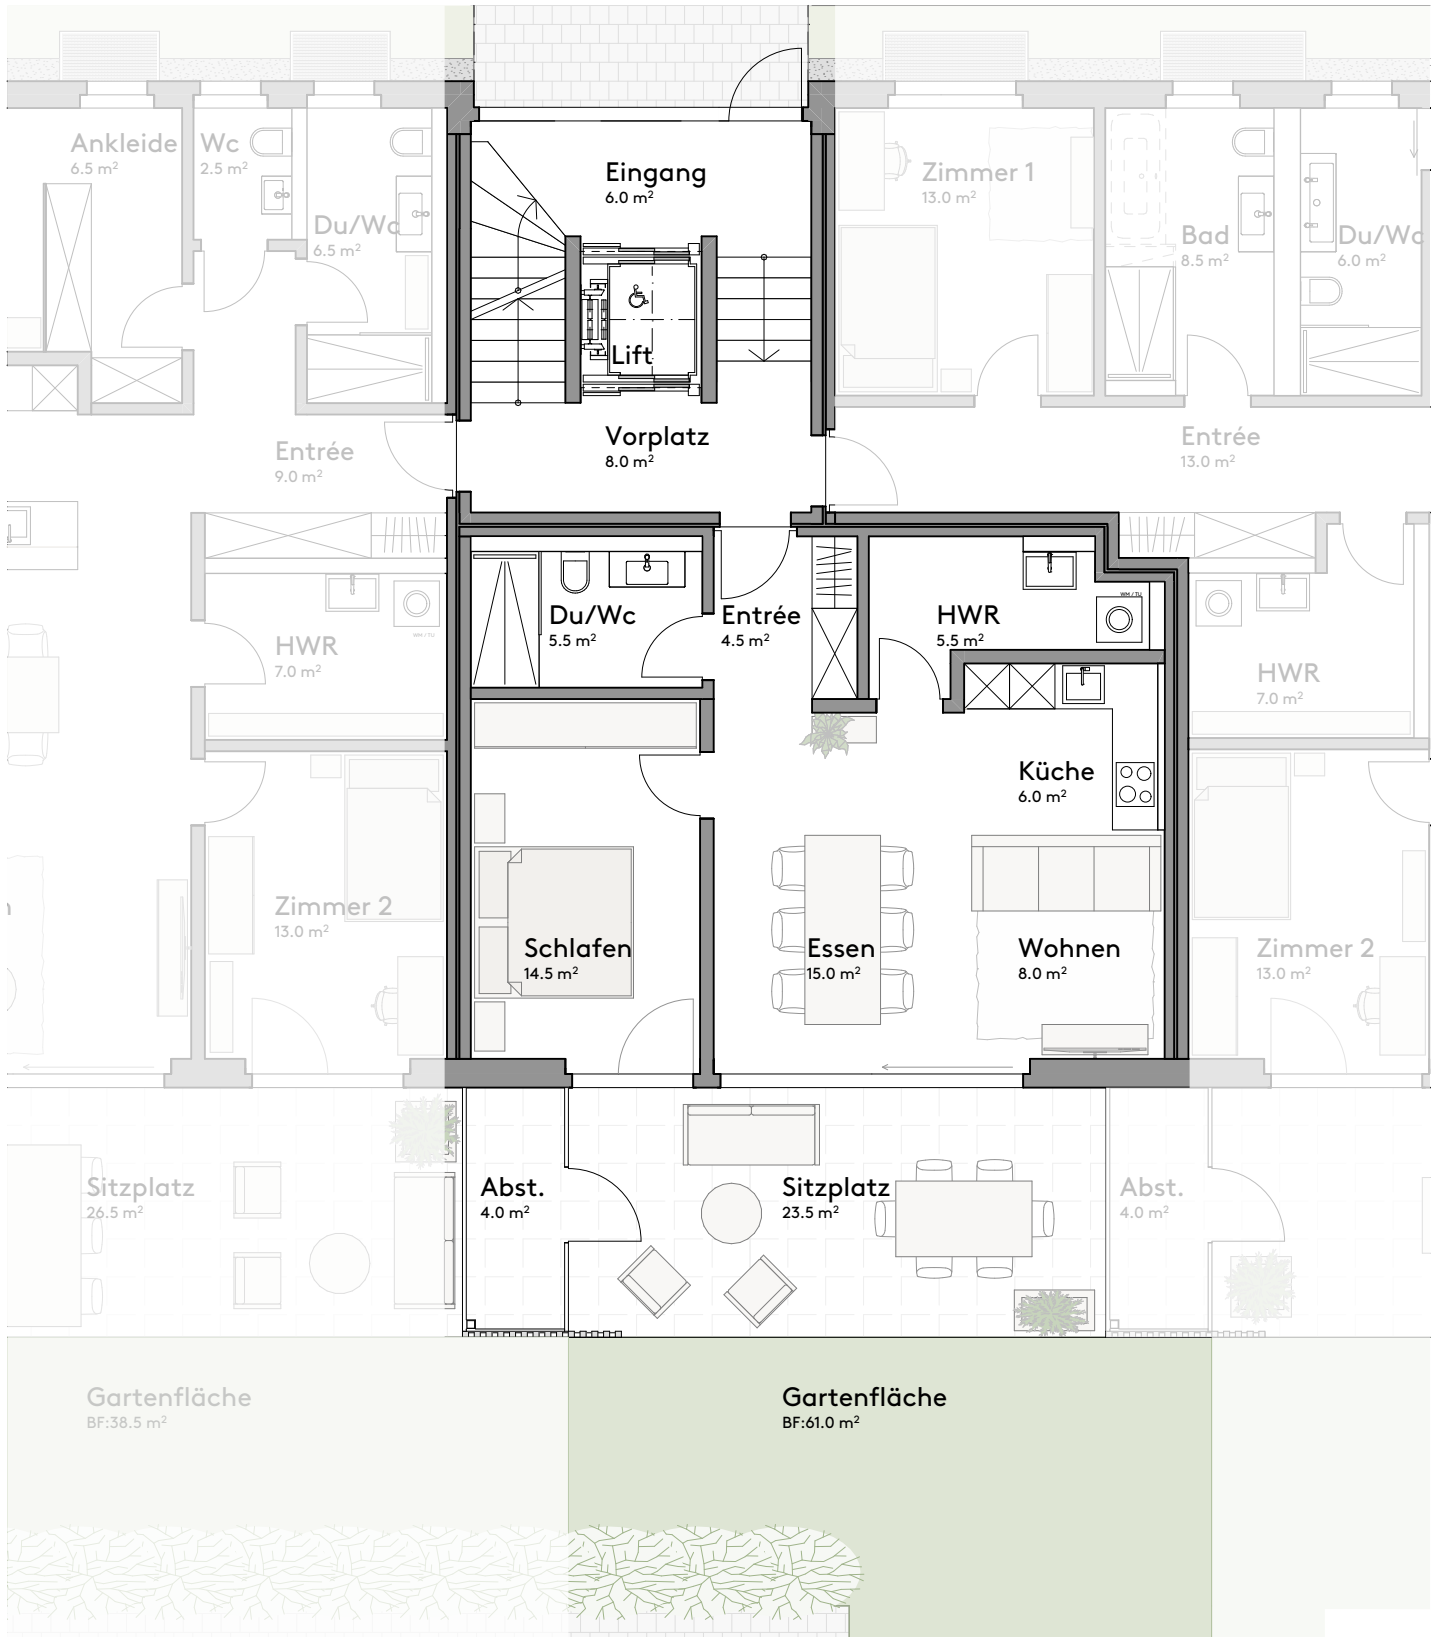 Ankleide
6.5 m²
Wc
2.5 m²
Du/Wc
6.5 m²
Eingang
6.0 m²
Zimmer 1
13.0 m²
Bad
8.5 m²
Du/Wc
6.0 m²
Lift
Entrée
9.0 m²
Vorplatz
8.0 m²
Entrée
13.0 m²
HWR
7.0 m²
WM / TU
Du/Wc
5.5 m²
Entrée
4.5 m²
HWR
5.5 m²
WM / TU
HWR
7.0 m²
Küche
6.0 m²
n
Zimmer 2
13.0 m²
Schlafen
14.5 m²
Essen
15.0 m²
Wohnen
8.0 m²
Zimmer 2
13.0 m²
Sitzplatz
26.5 m²
Abst.
4.0 m²
Sitzplatz
23.5 m²
Abst.
4.0 m²
Gartenfläche
BF:38.5 m²
Gartenfläche
BF:61.0 m²